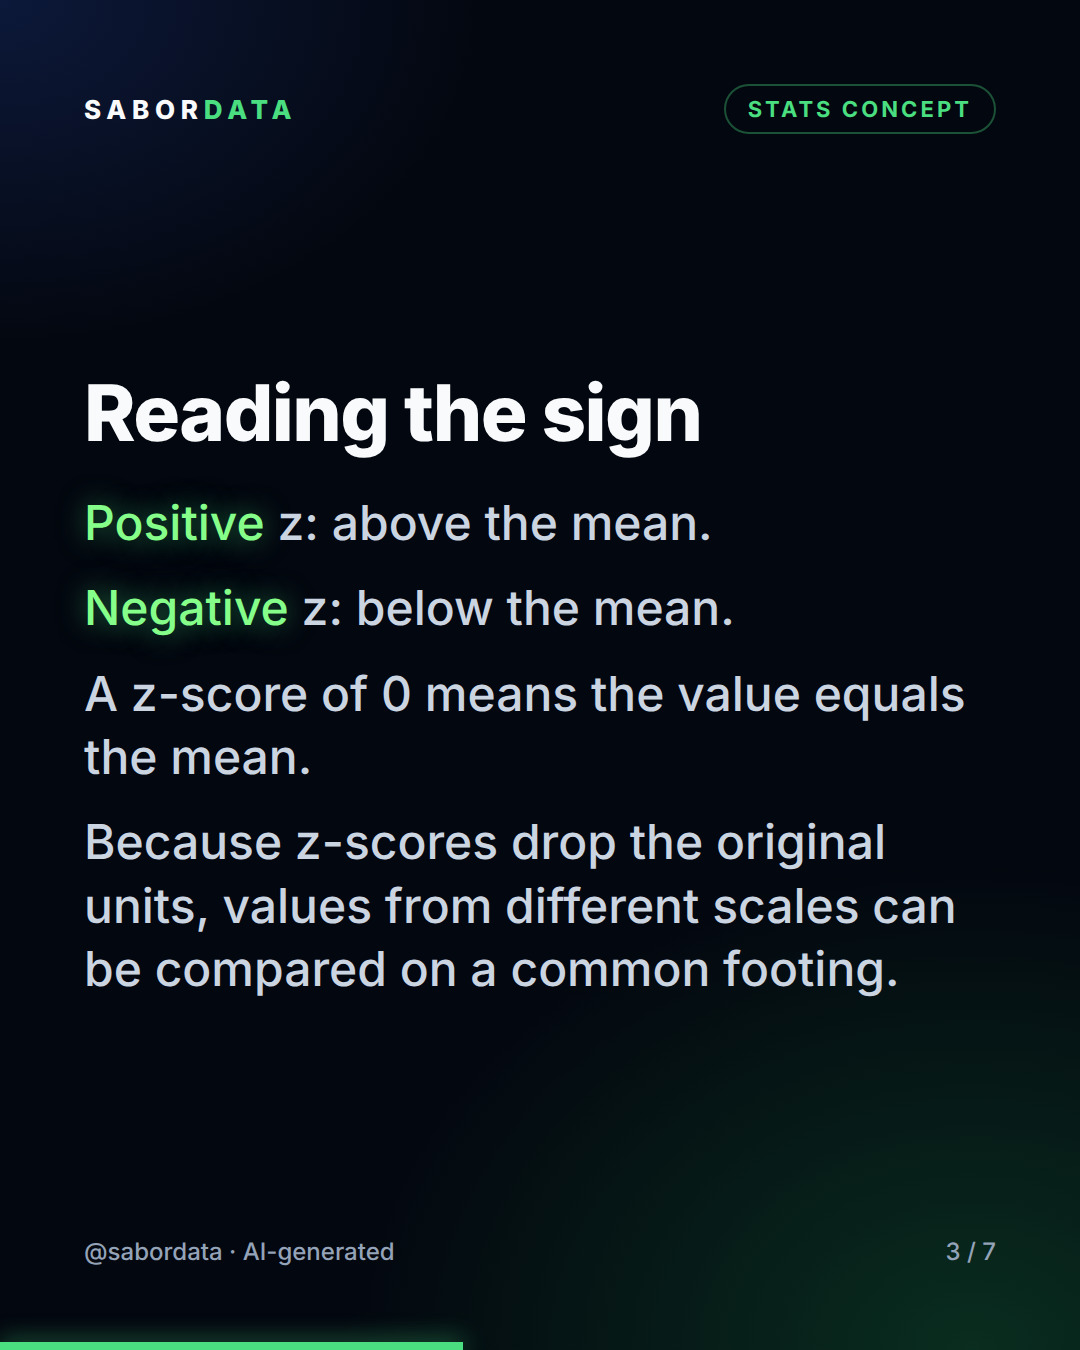 SABORDATA
STATS CONCEPT
Reading the sign
Positive z: above the mean.
Negative z: below the mean.
A z-score of 0 means the value equals
the mean.
Because z-scores drop the original
units, values from different scales can
be compared on a common footing.
@sabordata · AI-generated
3 / 7